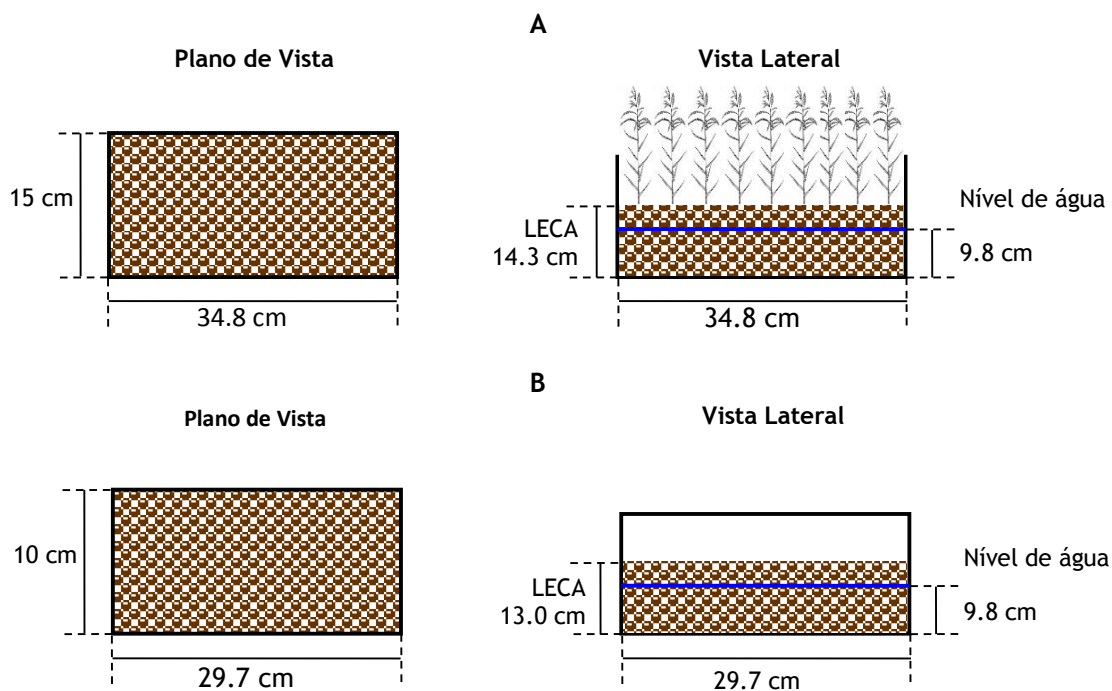 A
Plano de Vista
Vista Lateral
15 cm
34.8 cm
LECA
14.3 cm
Nível de água
9.8 cm
34.8 cm
B
Plano de Vista
Vista Lateral
10 cm
29.7 cm
LECA
13.0 cm
Nível de água
9.8 cm
29.7 cm